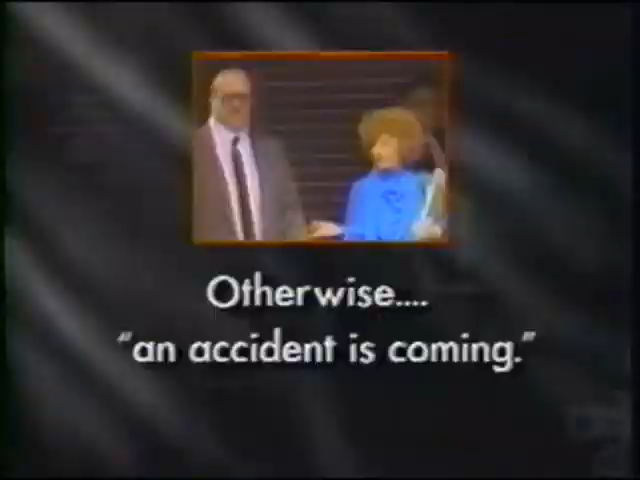 Otherwise....
“an accident is coming.”